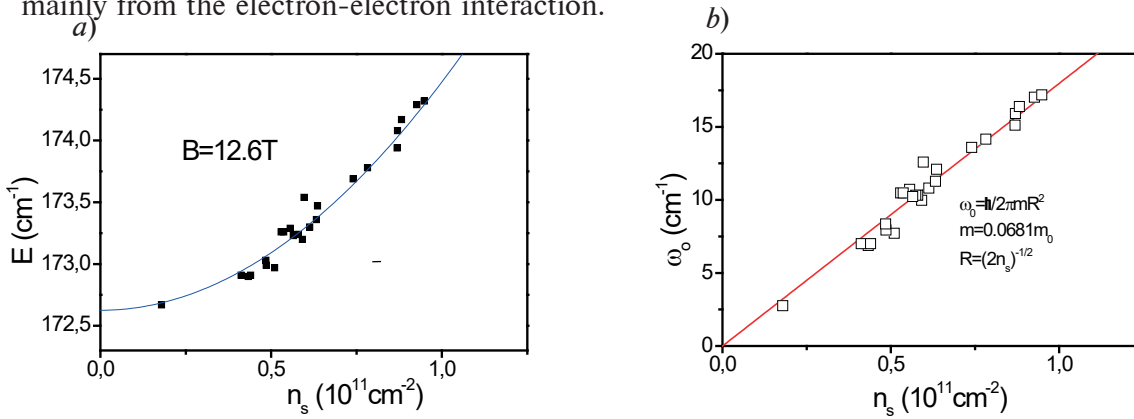 mainly from the electron-electron interaction.
a)
174,5
174,0
173,5
173,0
172,5
E (cm⁻¹)
B=12.6T
0,0
0,5
1,0
nₛ (10¹¹cm⁻²)
b)
20
15
10
5
0
ωₒ (cm⁻¹)
ω₀=ħ/2πmR²
m=0.0681m₀
R=(2nₛ)⁻¹/²
0,0
0,5
1,0
nₛ (10¹¹cm⁻²)